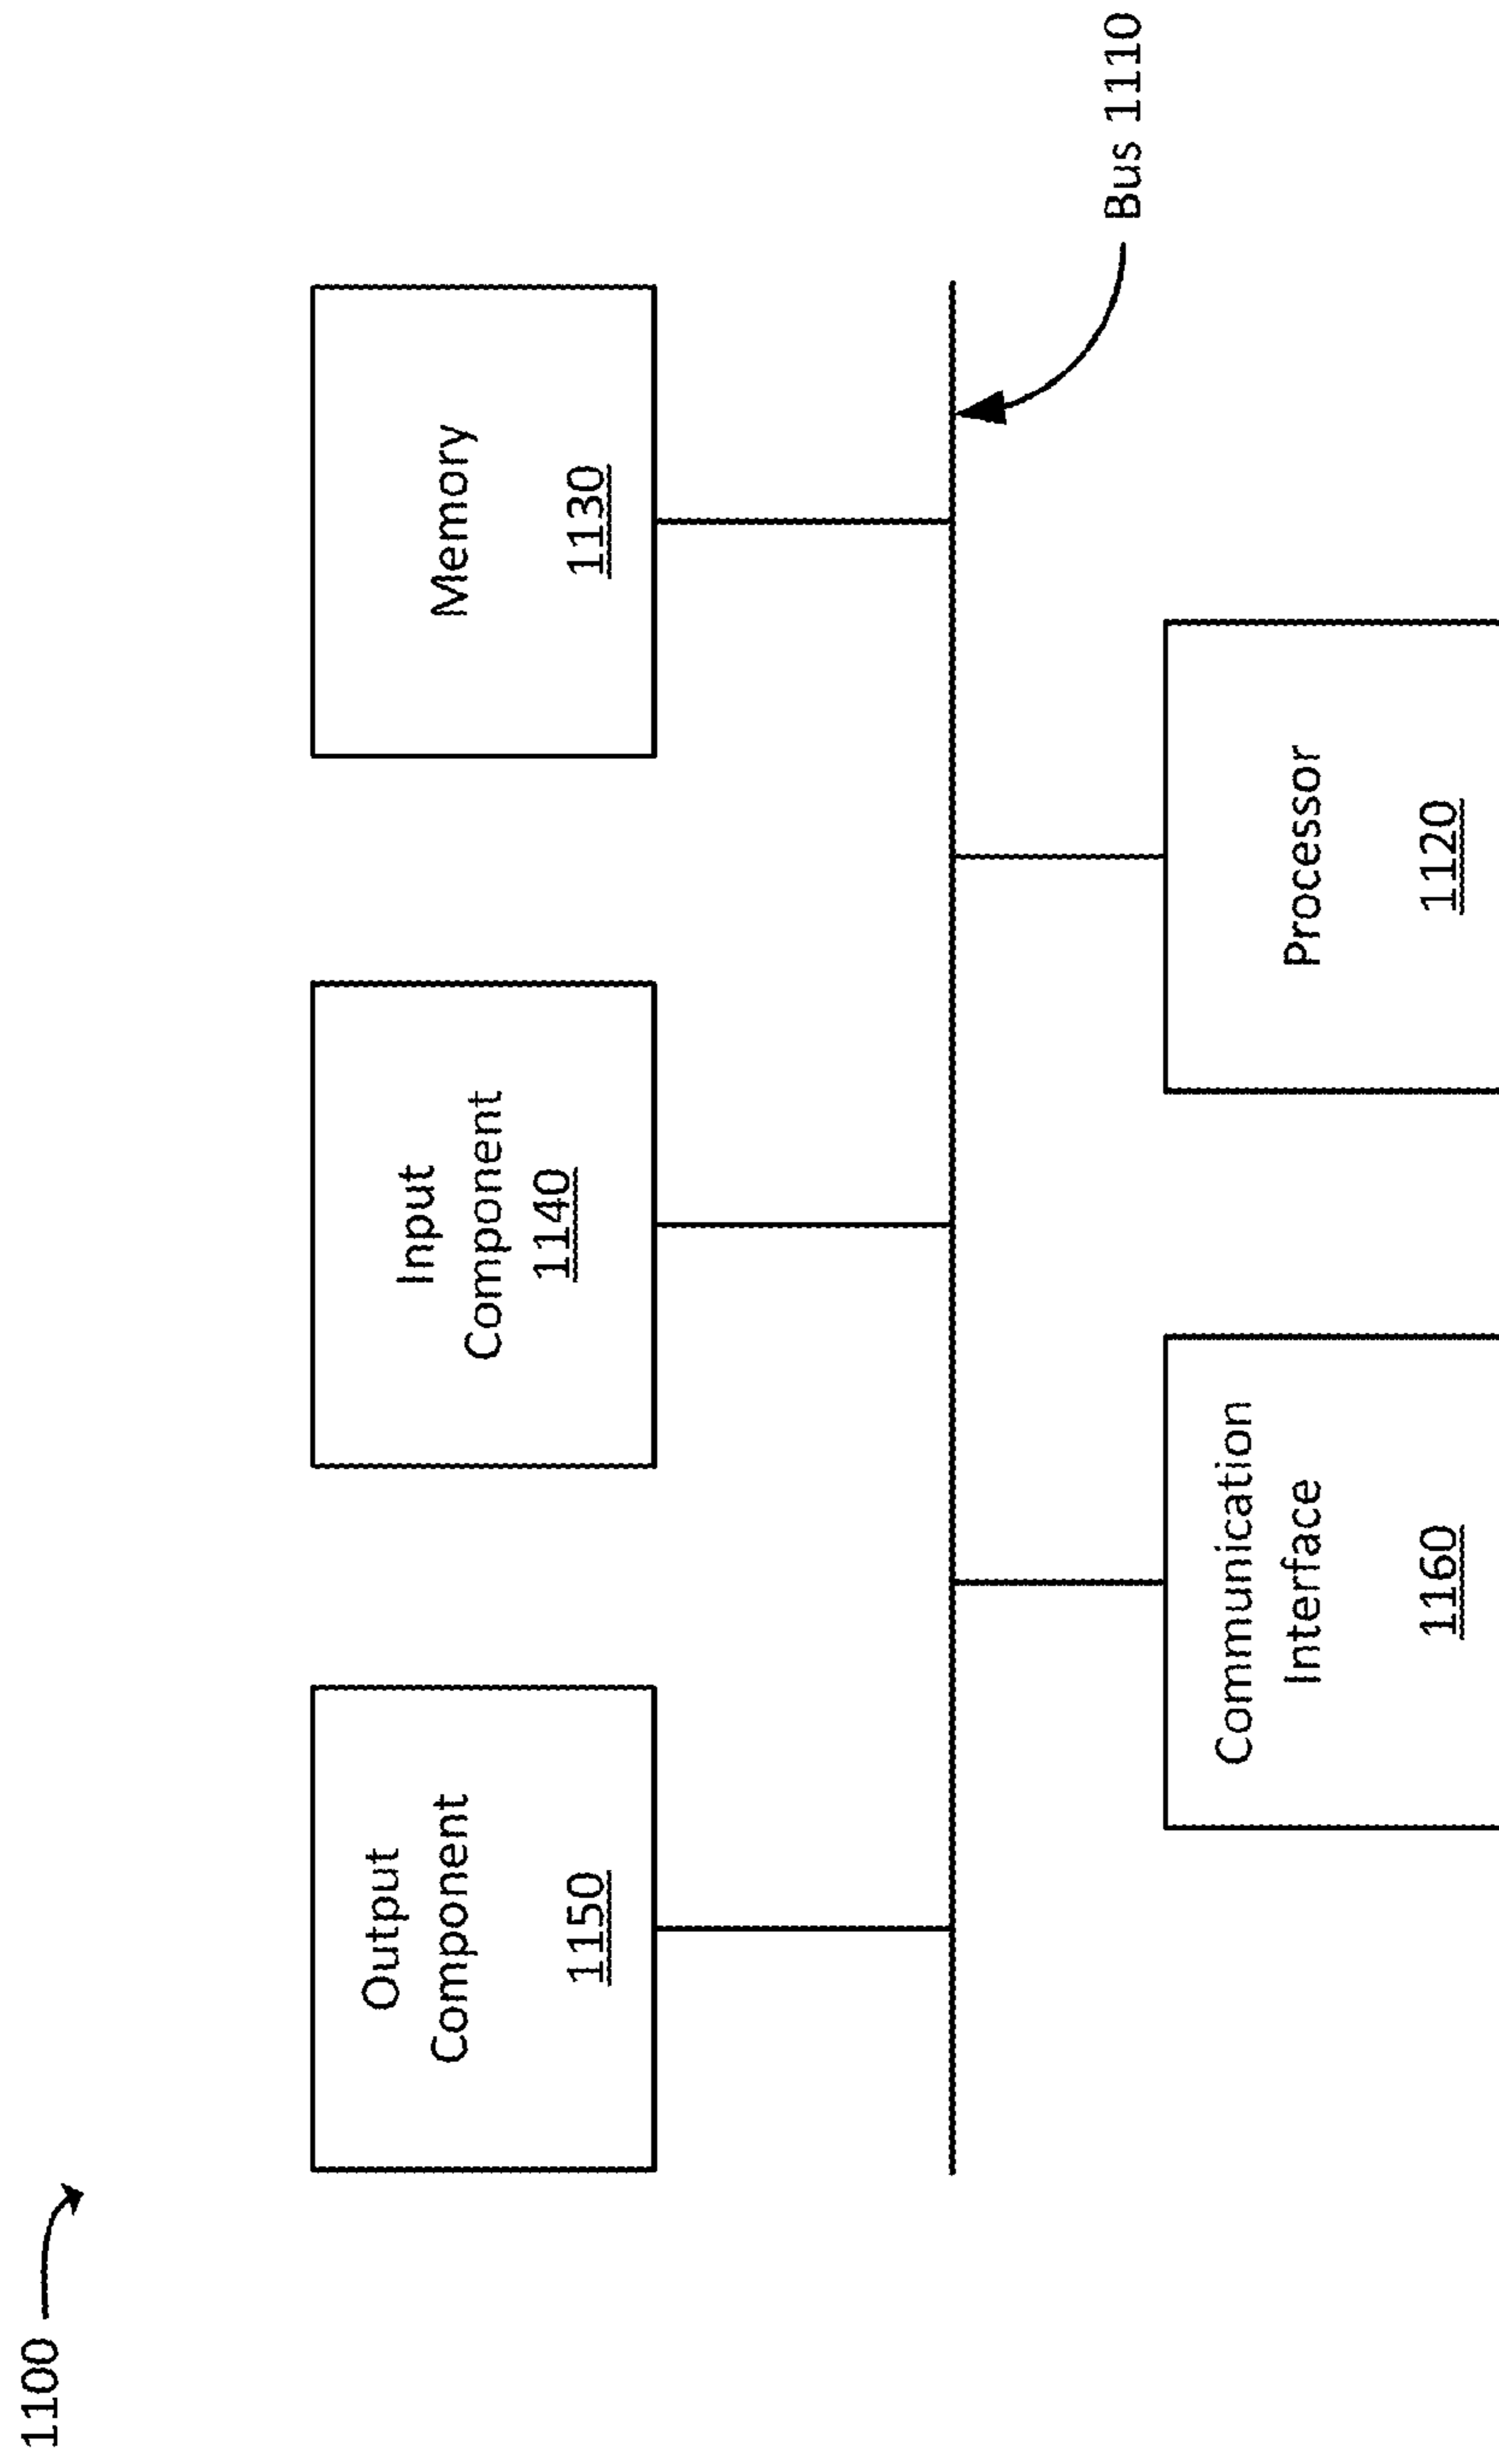 1100
Output
Component
1150
Input
Component
1140
Memory
1130
Bus 1110
Communication
Interface
1160
Processor
1120